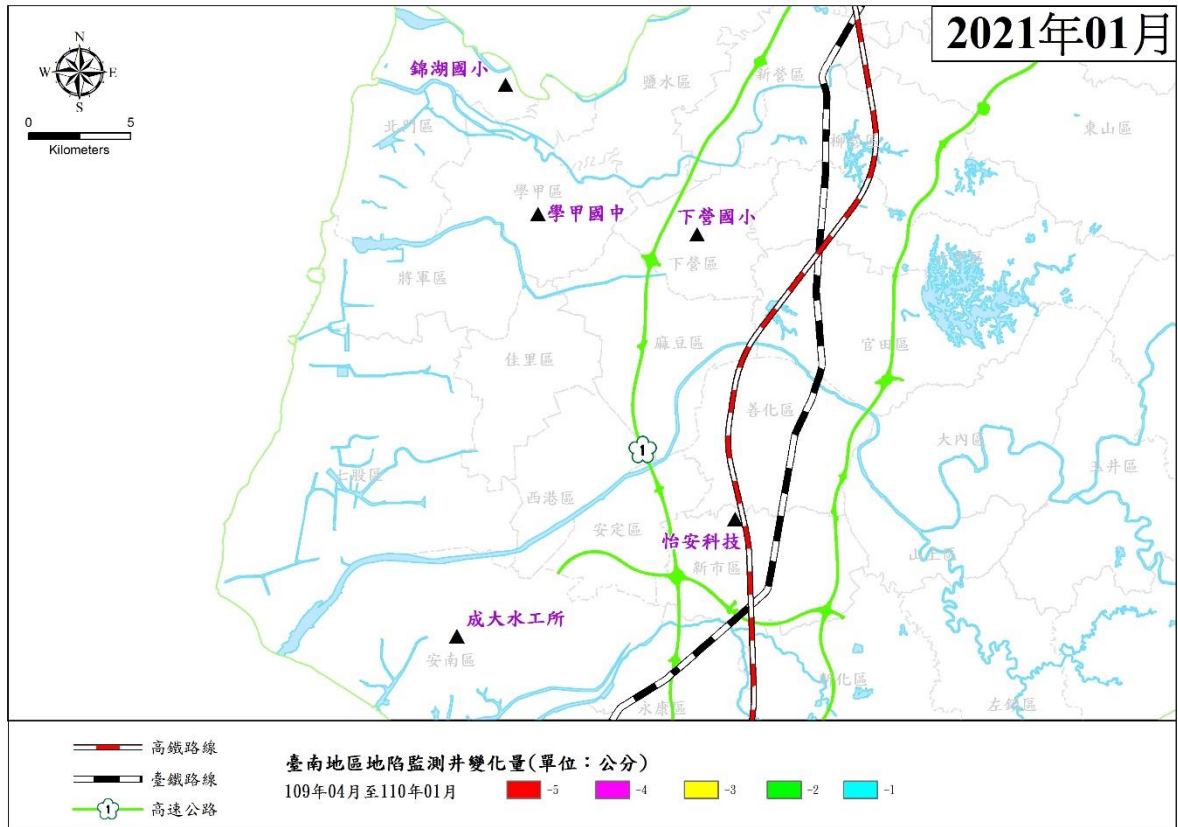 2021年01月
N
W E
S
0 5
Kilometers
錦湖國小
鹽水區
新營區
東山區
北門區
學甲區
學甲國中
下營國小
下營區
將軍區
麻豆區
官田區
佳里區
善化區
1
大內區
玉井區
七股區
西港區
安定區
怡安科技
新市區
山上區
成大水工所
安南區
新化區
永康區
左鎮區
高鐵路線
臺鐵路線
1 高速公路
臺南地區地陷監測井變化量(單位：公分)
109年04月至110年01月
-5 -4 -3 -2 -1